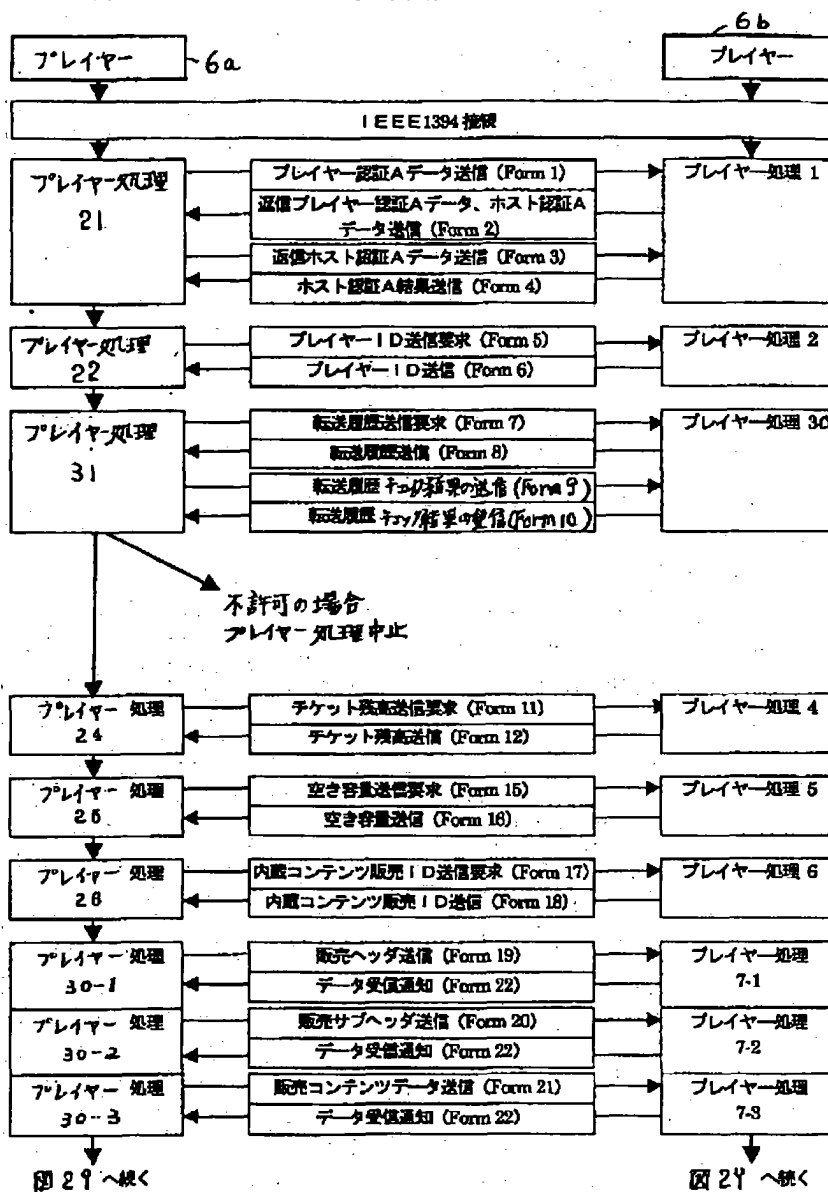 6b
プレイヤー
6a
プレイヤー
IEEE1394 接続
プレイヤー処理
21
プレイヤー認証Aデータ送信 (Form 1)
返信プレイヤー認証Aデータ、ホスト認証A
データ送信 (Form 2)
返信ホスト認証Aデータ送信 (Form 3)
ホスト認証A結果送信 (Form 4)
プレイヤー処理 1
プレイヤー処理
22
プレイヤーID送信要求 (Form 5)
プレイヤーID送信 (Form 6)
プレイヤー処理 2
プレイヤー処理
31
転送履歴送信要求 (Form 7)
転送履歴送信 (Form 8)
転送履歴チェック結果の送信 (Form 9)
転送履歴チェック結果の受信 (Form 10)
プレイヤー処理 30
不許可の場合
プレイヤー処理中止
プレイヤー 処理
24
チケット残高送信要求 (Form 11)
チケット残高送信 (Form 12)
プレイヤー処理 4
プレイヤー 処理
25
空き容量送信要求 (Form 15)
空き容量送信 (Form 16)
プレイヤー処理 5
プレイヤー 処理
26
内蔵コンテンツ販売ID送信要求 (Form 17)
内蔵コンテンツ販売ID送信 (Form 18)
プレイヤー処理 6
プレイヤー 処理
30-1
販売ヘッダ送信 (Form 19)
データ受信通知 (Form 22)
プレイヤー処理
7-1
プレイヤー 処理
30-2
販売サブヘッダ送信 (Form 20)
データ受信通知 (Form 22)
プレイヤー処理
7-2
プレイヤー 処理
30-3
販売コンテンツデータ送信 (Form 21)
データ受信通知 (Form 22)
プレイヤー処理
7-3
図29へ続く
図24へ続く